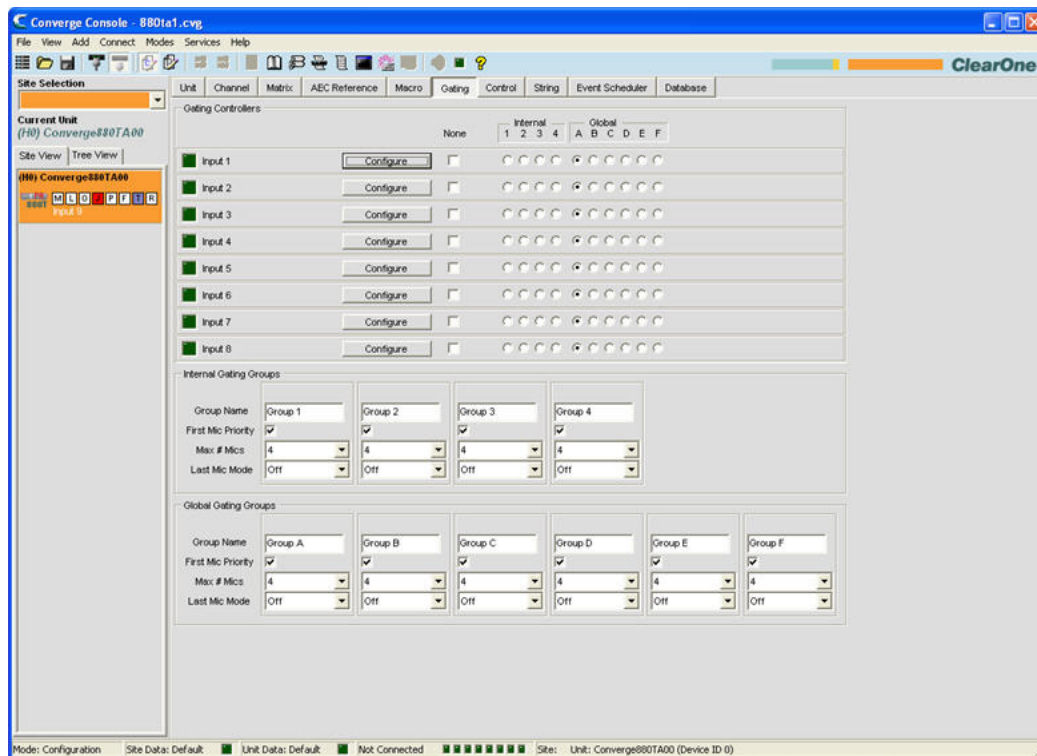 Converge Console - 880ta1.cvg
File View Add Connect Modes Services Help
ClearOne
Site Selection
Unit Channel Matrix AEC Reference Macro Gating Control String Event Scheduler Database
Current Unit
(H0) Converge880TA00
Site View Tree View
(H0) Converge880TA00
M L O J P F T R
Input 9
Gating Controllers
None Internal Global
1 2 3 4 A B C D E F
Input 1 Configure
Input 2 Configure
Input 3 Configure
Input 4 Configure
Input 5 Configure
Input 6 Configure
Input 7 Configure
Input 8 Configure
Internal Gating Groups
Group Name Group 1 Group 2 Group 3 Group 4
First Mic Priority
Max # Mics 4 4 4 4
Last Mic Mode Off Off Off Off
Global Gating Groups
Group Name Group A Group B Group C Group D Group E Group F
First Mic Priority
Max # Mics 4 4 4 4 4 4
Last Mic Mode Off Off Off Off Off Off
Mode: Configuration Site Data: Default Unit Data: Default Not Connected Site: Unit: Converge880TA00 (Device ID 0)